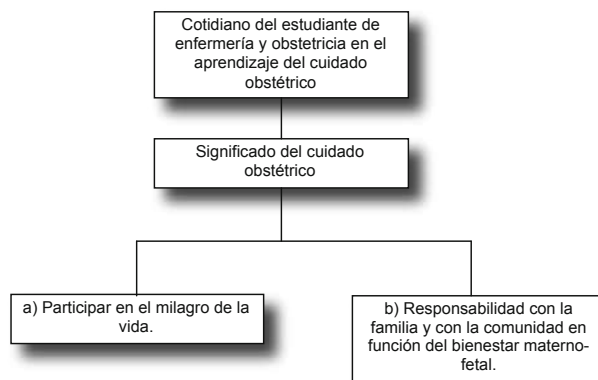 Cotidiano del estudiante de
enfermería y obstetricia en el
aprendizaje del cuidado
obstétrico
Significado del cuidado
obstétrico
a) Participar en el milagro de la
vida.
b) Responsabilidad con la
familia y con la comunidad en
función del bienestar materno-
fetal.